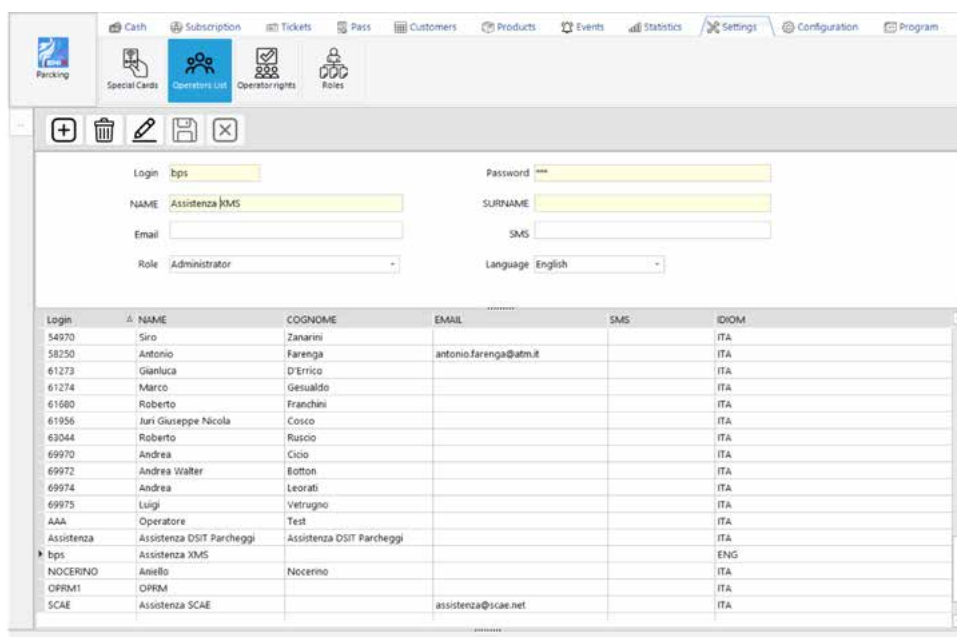 Cash Subscription Tickets Pass Customers Products Events Statistics Settings Configuration Program
Parcking
Special Cards Operators List Operator rights Roles
Login bps Password ***
NAME Assistenza XMS SURNAME
Email SMS
Role Administrator Language English
Login NAME COGNOME EMAIL SMS IDIOM
54970 Siro Zanarini ITA
58250 Antonio Farenga antonio.farenga@atm.it ITA
61273 Gianluca D'Errico ITA
61274 Marco Gesualdo ITA
61680 Roberto Franchini ITA
61956 Juri Giuseppe Nicola Cosco ITA
63044 Roberto Ruscio ITA
69970 Andrea Cicio ITA
69972 Andrea Walter Botton ITA
69974 Andrea Leorati ITA
69975 Luigi Vetrugno ITA
AAA Operatore Test ITA
Assistenza Assistenza DSIT Parcheggi Assistenza DSIT Parcheggi ITA
bps Assistenza XMS ENG
NOCERINO Aniello Nocerino ITA
OPRM1 OPRM ITA
SCAE Assistenza SCAE assistenza@scae.net ITA